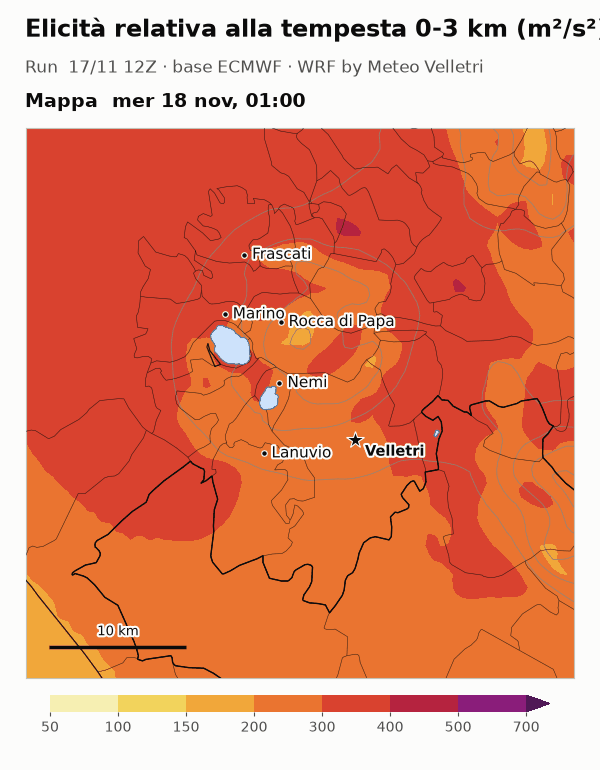 Elicità relativa alla tempesta 0-3 km (m²/s²)
Run  17/11 12Z · base ECMWF · WRF by Meteo Velletri
Mappa  mer 18 nov, 01:00
Frascati
Marino
Rocca di Papa
Nemi
Velletri
Lanuvio
10 km
50 100 150 200 300 400 500 700